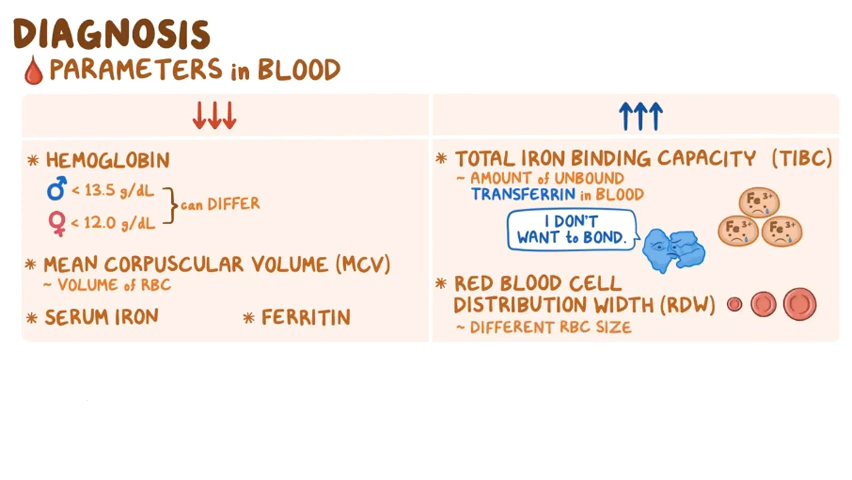 DIAGNOSIS
PARAMETERS in BLOOD
↓↓↓
* HEMOGLOBIN
♂ < 13.5 g/dL
♀ < 12.0 g/dL
} can DIFFER
* MEAN CORPUSCULAR VOLUME (MCV)
~ VOLUME of RBC
* SERUM IRON
* FERRITIN
↑↑↑
* TOTAL IRON BINDING CAPACITY (TIBC)
~ AMOUNT of UNBOUND
TRANSFERRIN in BLOOD
I DON'T
WANT to BOND.
Fe³⁺
Fe³⁺ Fe³⁺
* RED BLOOD CELL
DISTRIBUTION WIDTH (RDW)
~ DIFFERENT RBC SIZE